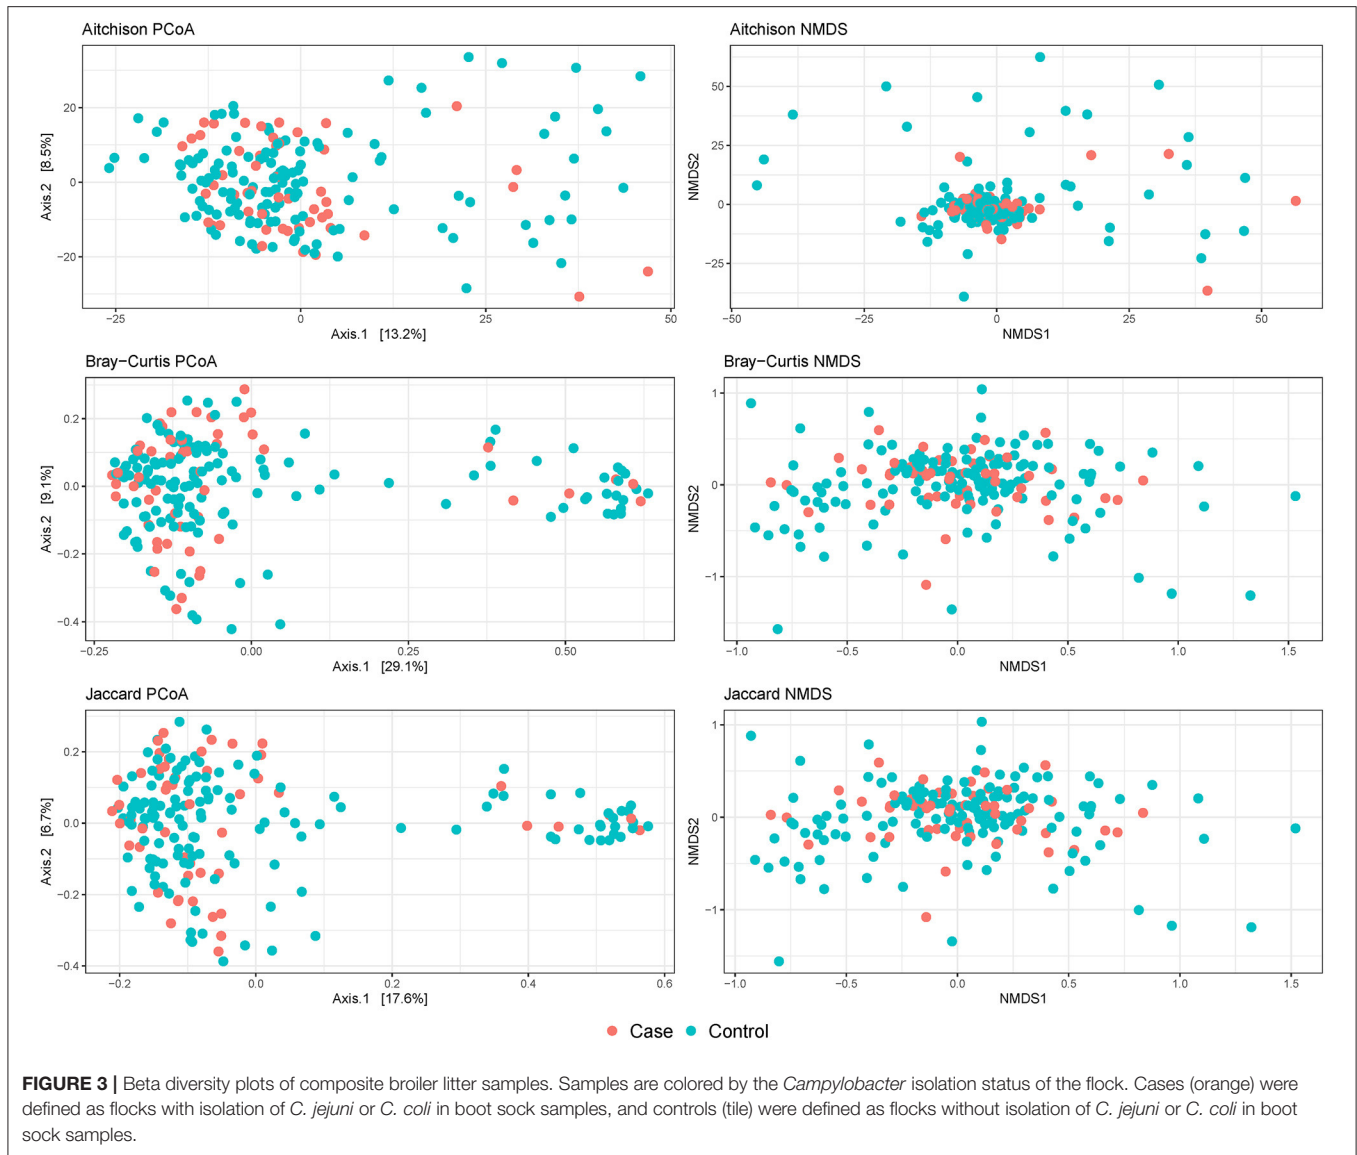 Aitchison PCoA
Axis.2 [8.5%]
20
0
−20
−25
0
25
50
Axis.1 [13.2%]
Aitchison NMDS
NMDS2
50
25
0
−25
−50
−25
0
25
50
NMDS1
Bray−Curtis PCoA
Axis.2 [9.1%]
0.2
0.0
−0.2
−0.4
−0.25
0.00
0.25
0.50
Axis.1 [29.1%]
Bray−Curtis NMDS
NMDS2
1
0
−1
−1.0
−0.5
0.0
0.5
1.0
1.5
NMDS1
Jaccard PCoA
Axis.2 [6.7%]
0.2
0.0
−0.2
−0.4
−0.2
0.0
0.2
0.4
0.6
Axis.1 [17.6%]
Jaccard NMDS
NMDS2
1
0
−1
−1.0
−0.5
0.0
0.5
1.0
1.5
NMDS1
Case Control
FIGURE 3 | Beta diversity plots of composite broiler litter samples. Samples are colored by the Campylobacter isolation status of the flock. Cases (orange) were
defined as flocks with isolation of C. jejuni or C. coli in boot sock samples, and controls (tile) were defined as flocks without isolation of C. jejuni or C. coli in boot
sock samples.